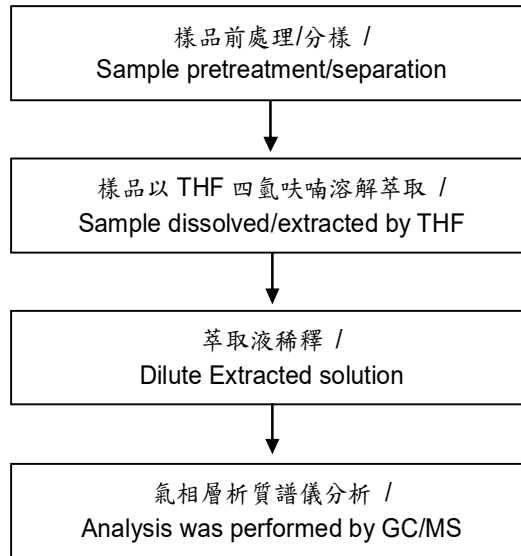 樣品前處理/分樣 /
Sample pretreatment/separation
樣品以 THF 四氫呋喃溶解萃取 /
Sample dissolved/extracted by THF
萃取液稀釋 /
Dilute Extracted solution
氣相層析質譜儀分析 /
Analysis was performed by GC/MS